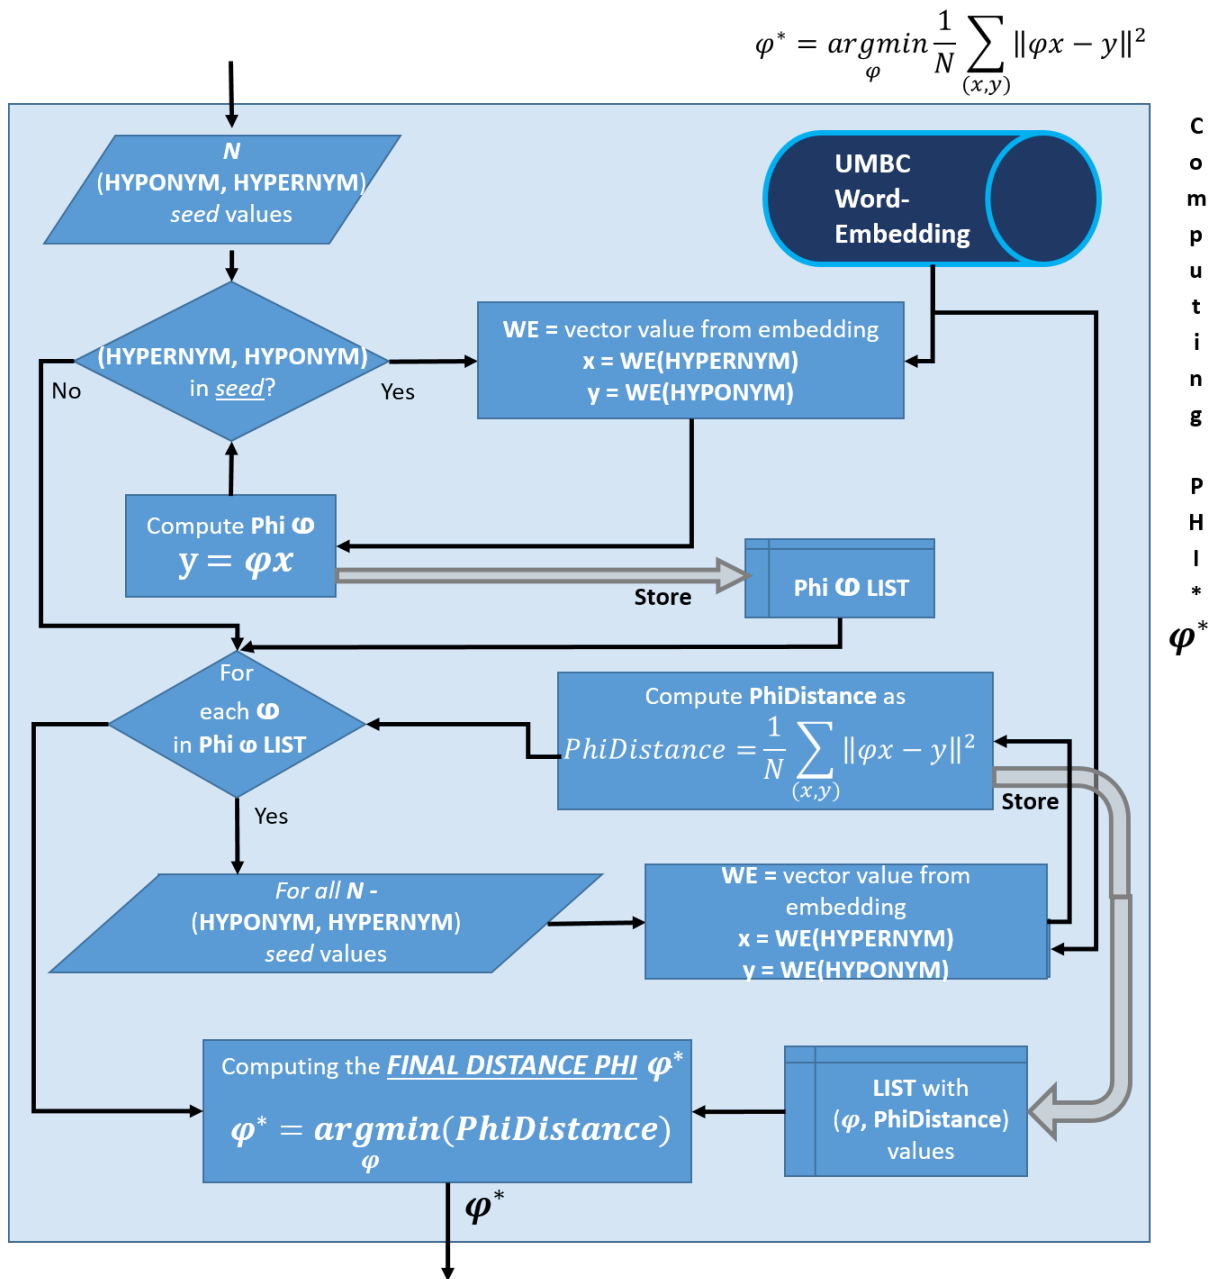 φ* = argmin 1/N ∑ ‖φx − y‖²
φ
(x,y)
N
(HYPONYM, HYPERNYM)
seed values
UMBC
Word-
Embedding
(HYPERNYM, HYPONYM)
in seed?
No
Yes
WE = vector value from embedding
x = WE(HYPERNYM)
y = WE(HYPONYM)
Compute Phi φ
y = φx
Store
Phi φ LIST
For
each φ
in Phi φ LIST
Yes
Compute PhiDistance as
PhiDistance = 1/N ∑ ‖φx − y‖²
(x,y)
Store
For all N -
(HYPONYM, HYPERNYM)
seed values
WE = vector value from
embedding
x = WE(HYPERNYM)
y = WE(HYPONYM)
Computing the FINAL DISTANCE PHI φ*
φ* = argmin(PhiDistance)
φ
LIST with
(φ, PhiDistance)
values
φ*
Computing PHI*
φ*